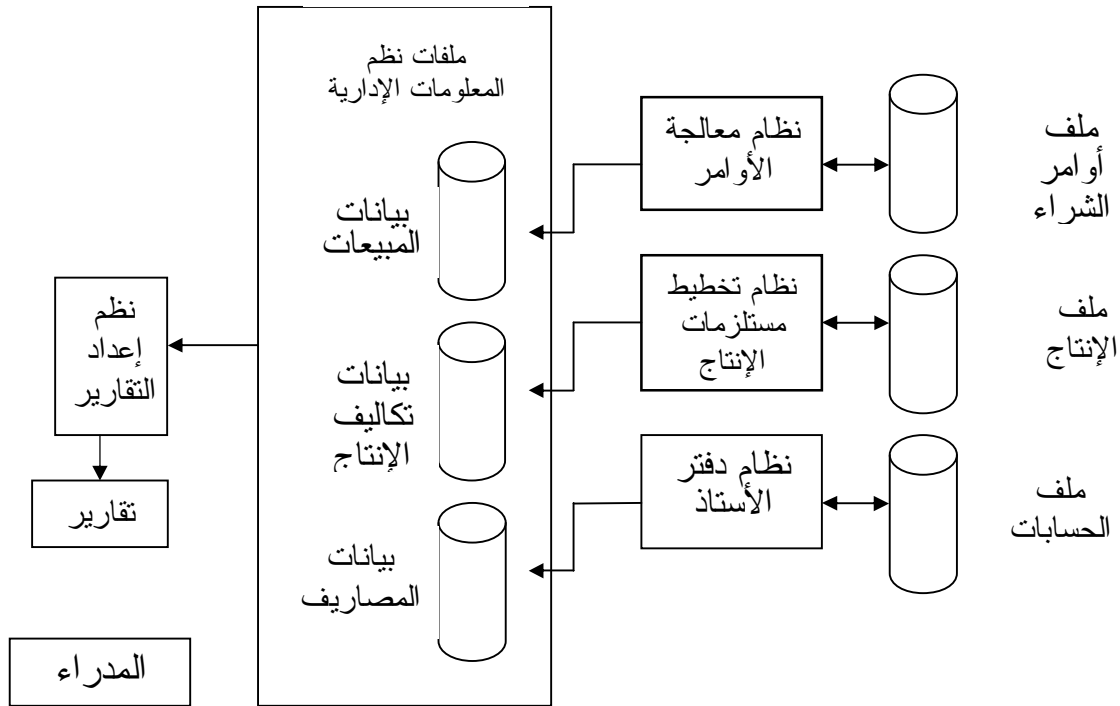 ملفات نظم
المعلومات الإدارية
ملف
أوامر
الشراء
نظام معالجة
الأوامر
بيانات
المبيعات
ملف
الإنتاج
نظام تخطيط
مستلزمات
الإنتاج
بيانات
تكاليف
الإنتاج
ملف
الحسابات
نظام دفتر
الأستاذ
بيانات
المصاريف
نظم
إعداد
التقارير
تقارير
المدراء